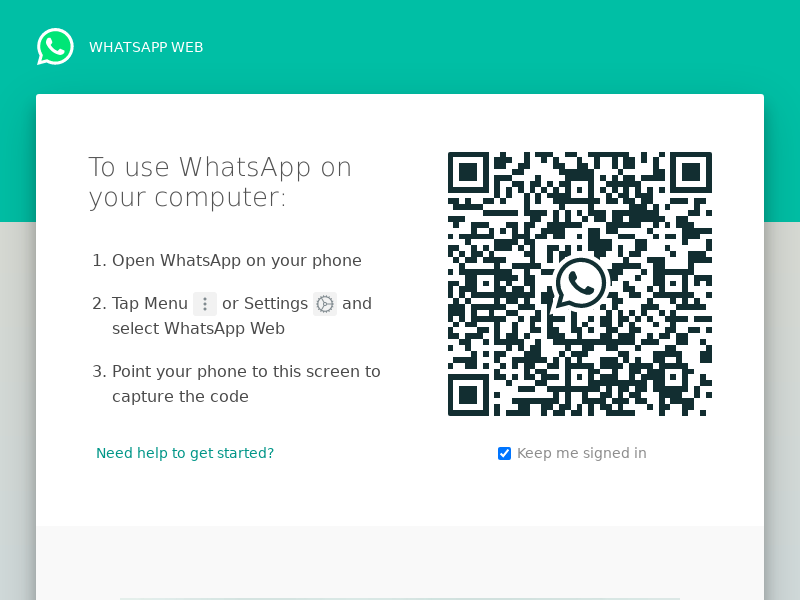 WHATSAPP WEB
To use WhatsApp on
your computer:
1. Open WhatsApp on your phone
2. Tap Menu or Settings and
select WhatsApp Web
3. Point your phone to this screen to
capture the code
Need help to get started?
Keep me signed in